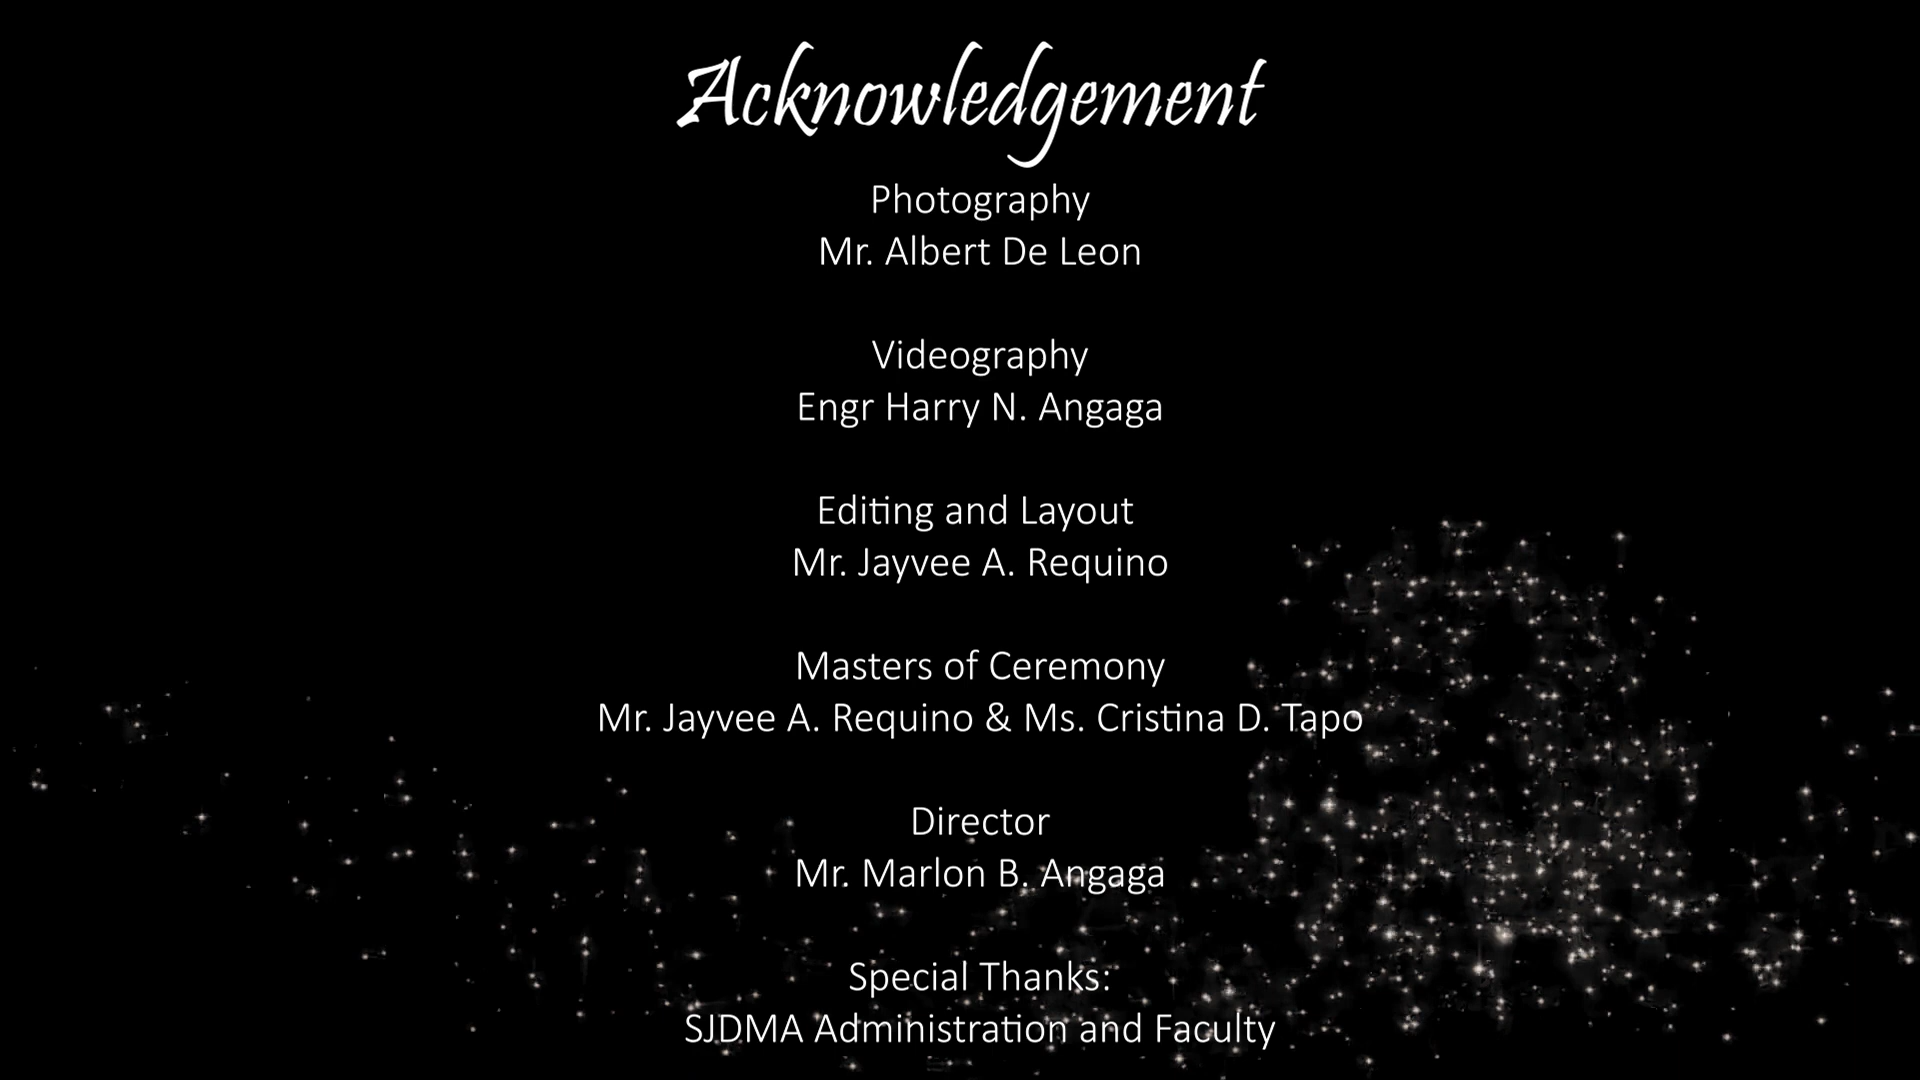 Acknowledgement
Photography
Mr. Albert De Leon
Videography
Engr Harry N. Angaga
Editing and Layout
Mr. Jayvee A. Requino
Masters of Ceremony
Mr. Jayvee A. Requino & Ms. Cristina D. Tapo
Director
Mr. Marlon B. Angaga
Special Thanks:
SJDMA Administration and Faculty